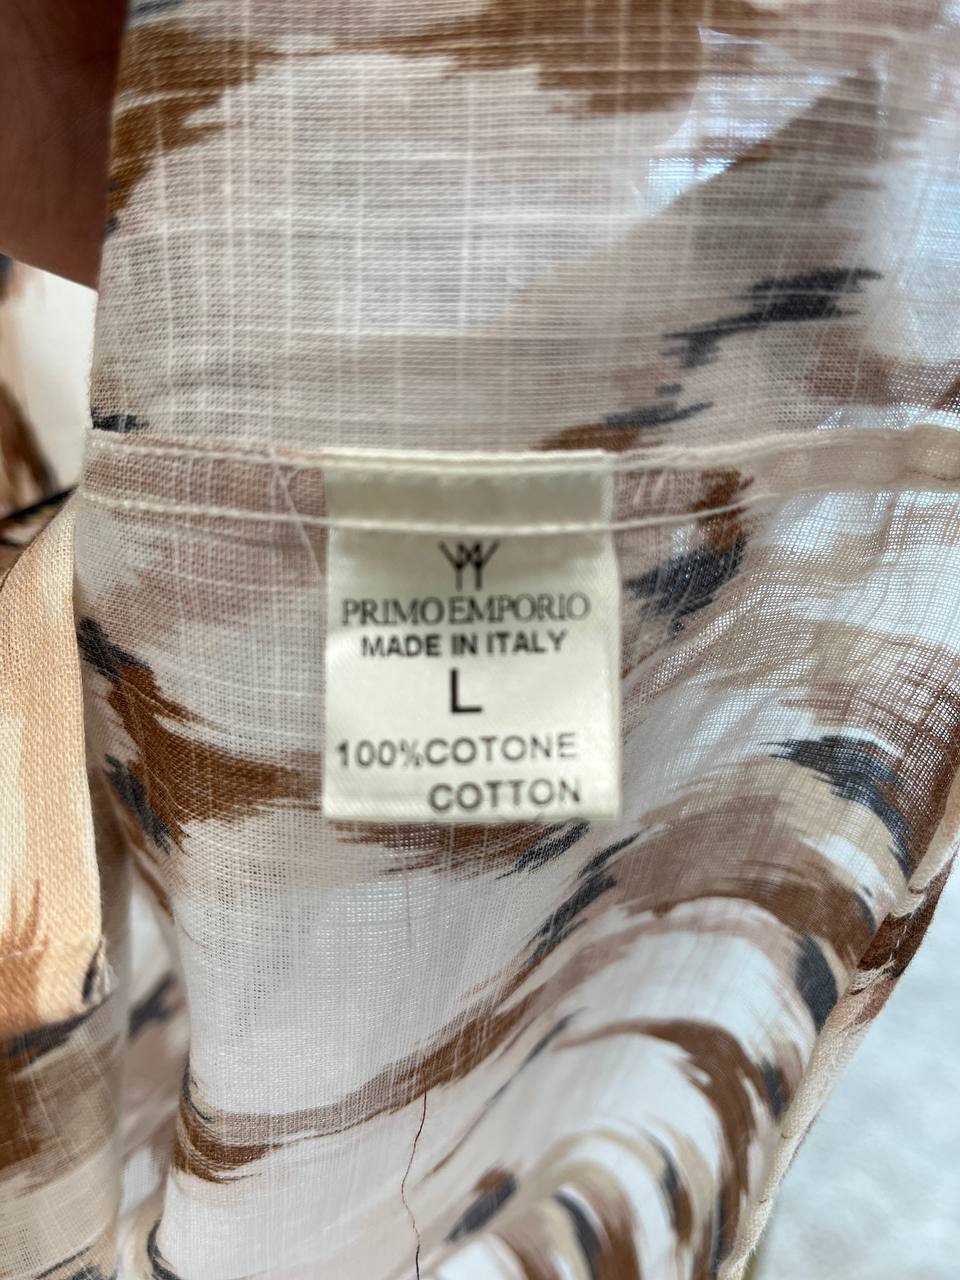 PRIMO EMPORIO
MADE IN ITALY
L
100%COTONE
COTTON